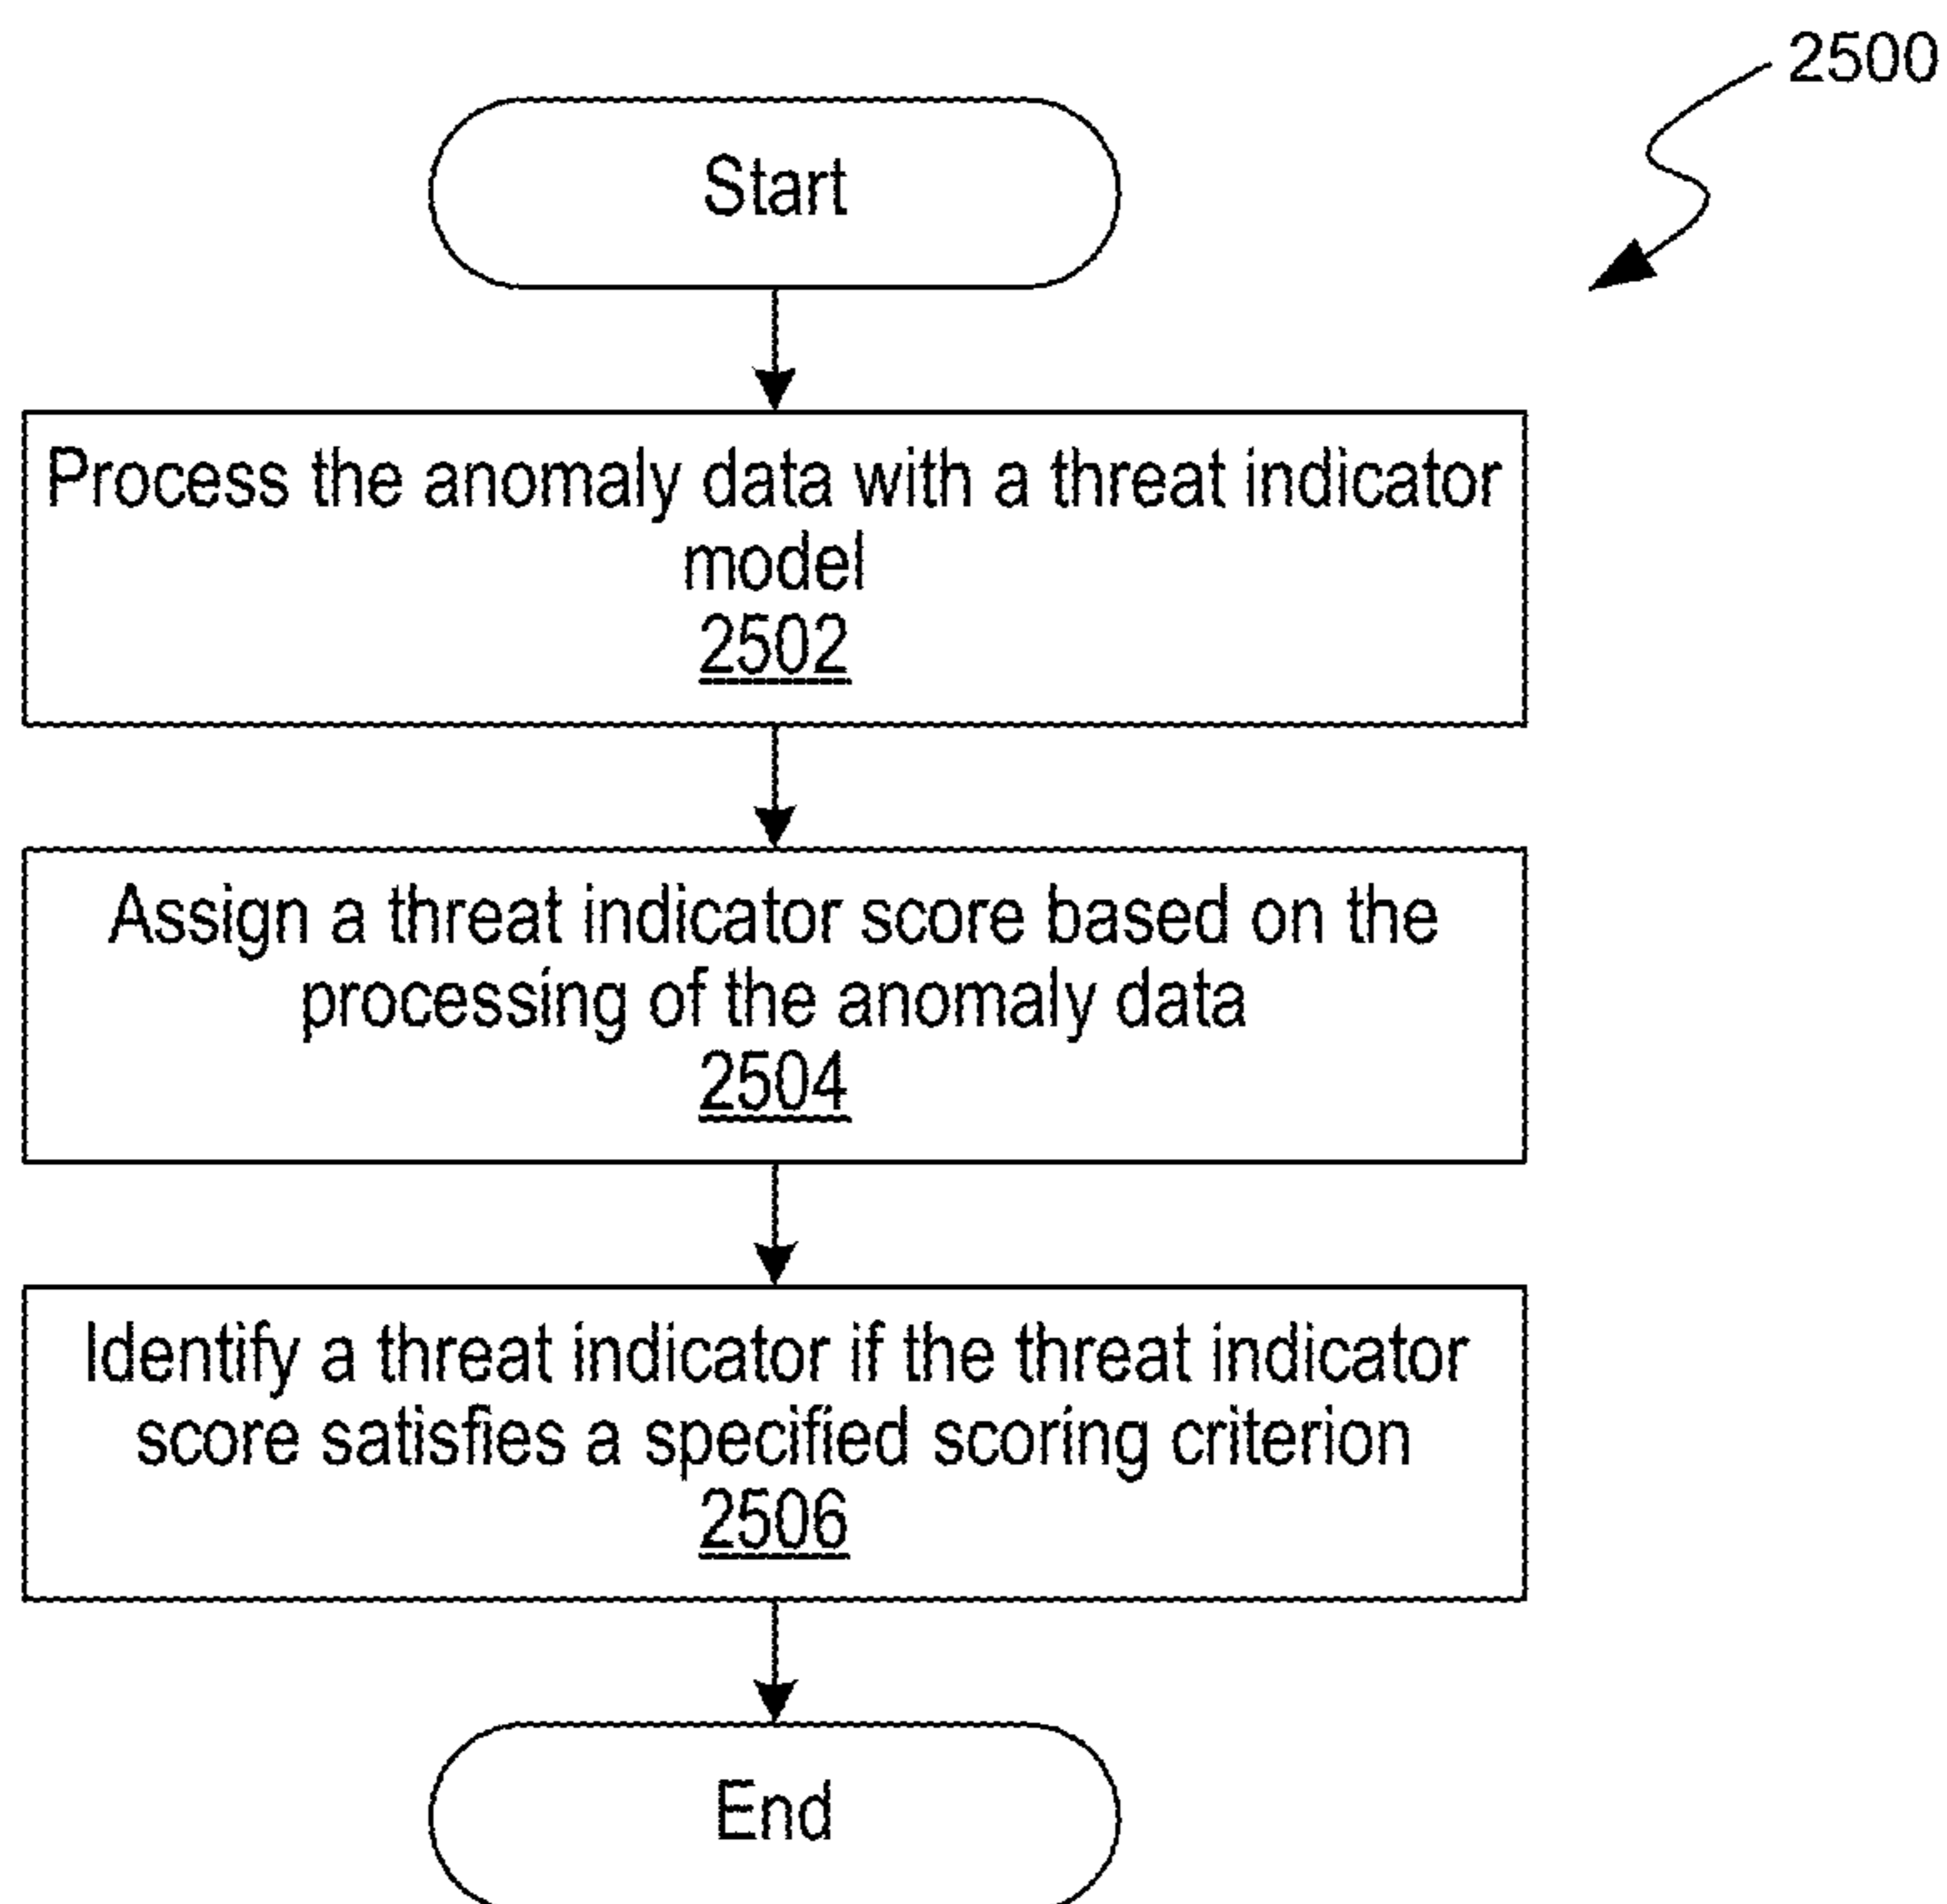 2500
Start
Process the anomaly data with a threat indicator
model
2502
Assign a threat indicator score based on the
processing of the anomaly data
2504
Identify a threat indicator if the threat indicator
score satisfies a specified scoring criterion
2506
End